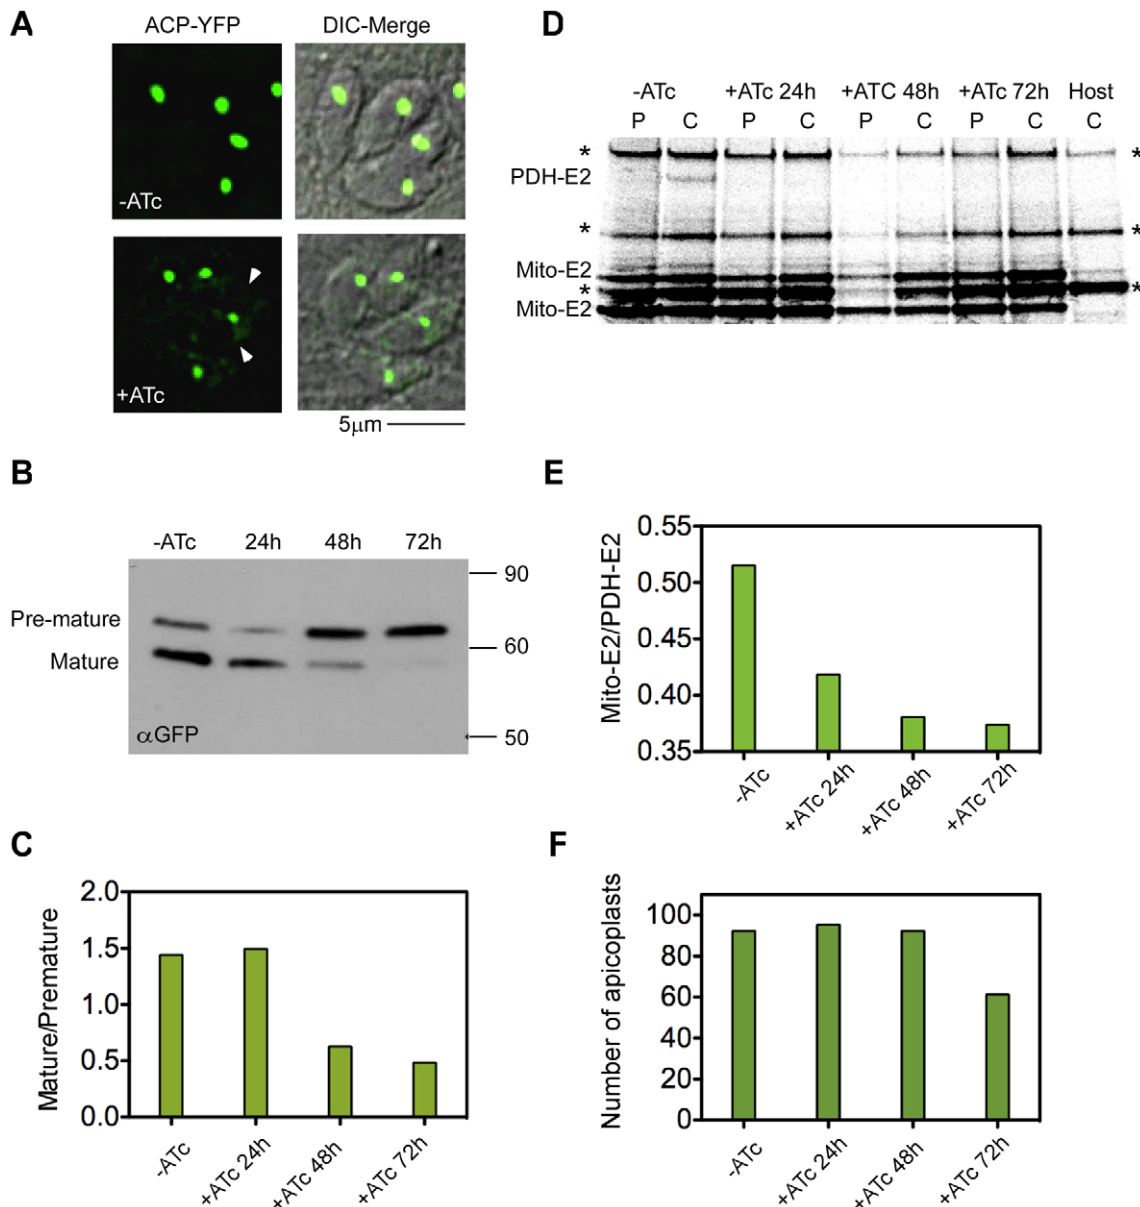 A
ACP-YFP
DIC-Merge
-ATc
+ATc
5μm
B
-ATc 24h 48h 72h
90
Pre-mature
60
Mature
50
αGFP
C
Mature/Premature
2.0
1.5
1.0
0.5
0.0
-ATc
+ATc 24h
+ATc 48h
+ATc 72h
D
-ATc +ATc 24h +ATC 48h +ATc 72h Host
P C P C P C P C C
* *
PDH-E2
* *
Mito-E2
* *
Mito-E2
E
Mito-E2/PDH-E2
0.55
0.50
0.45
0.40
0.35
-ATc
+ATc 24h
+ATc 48h
+ATc 72h
F
Number of apicoplasts
100
80
60
40
20
0
-ATc
+ATc 24h
+ATc 48h
+ATc 72h